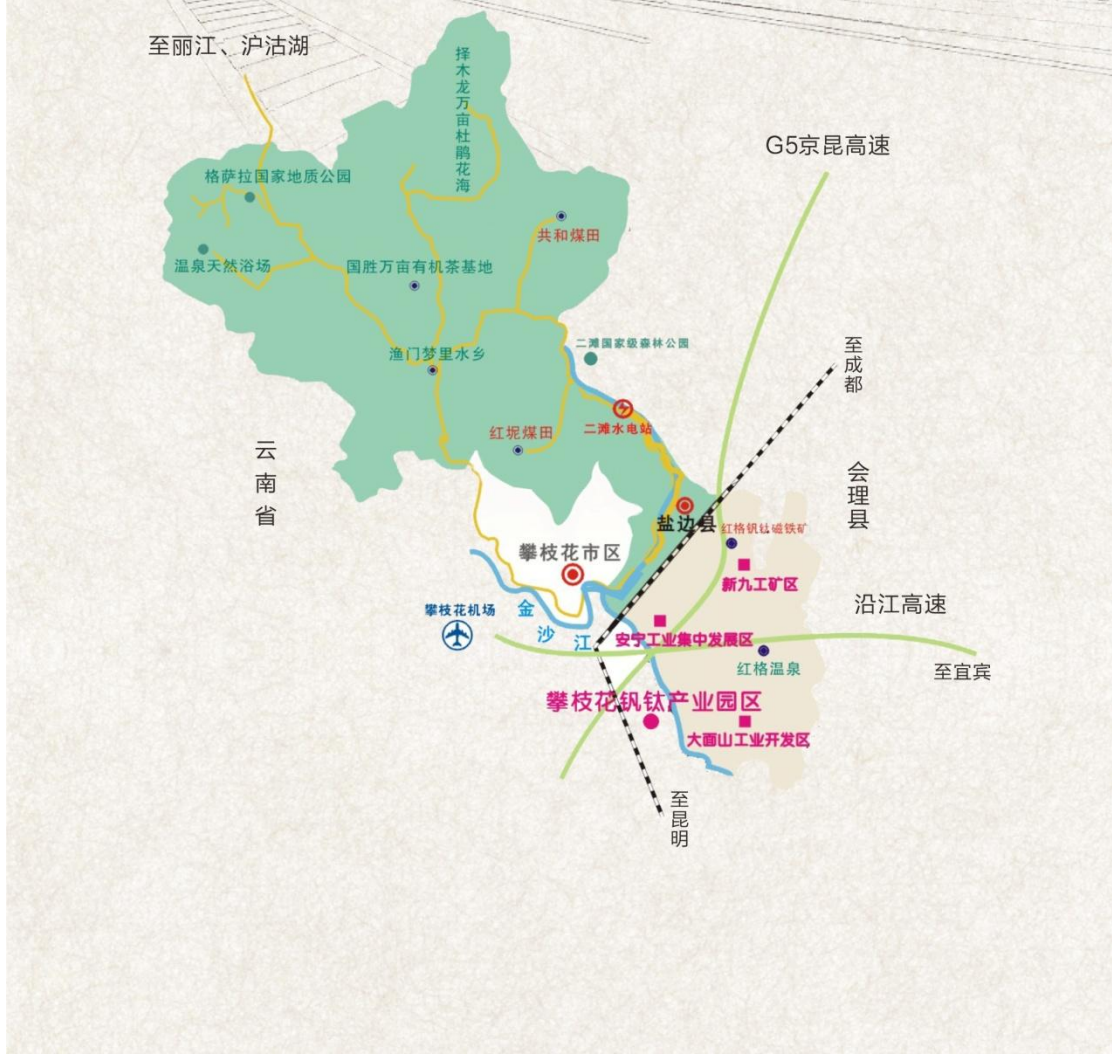 至丽江、沪沽湖
择木龙万亩杜鹃花海
G5京昆高速
格萨拉国家地质公园
共和煤田
温泉天然浴场
国胜万亩有机茶基地
二滩国家级森林公园
至成都
渔门梦里水乡
二滩水电站
红坭煤田
云南省
会理县
盐边县
红格钒钛磁铁矿
攀枝花市区
新九工矿区
攀枝花机场
金沙江
沿江高速
安宁工业集中发展区
红格温泉
至宜宾
攀枝花钒钛产业园区
大面山工业开发区
至昆明